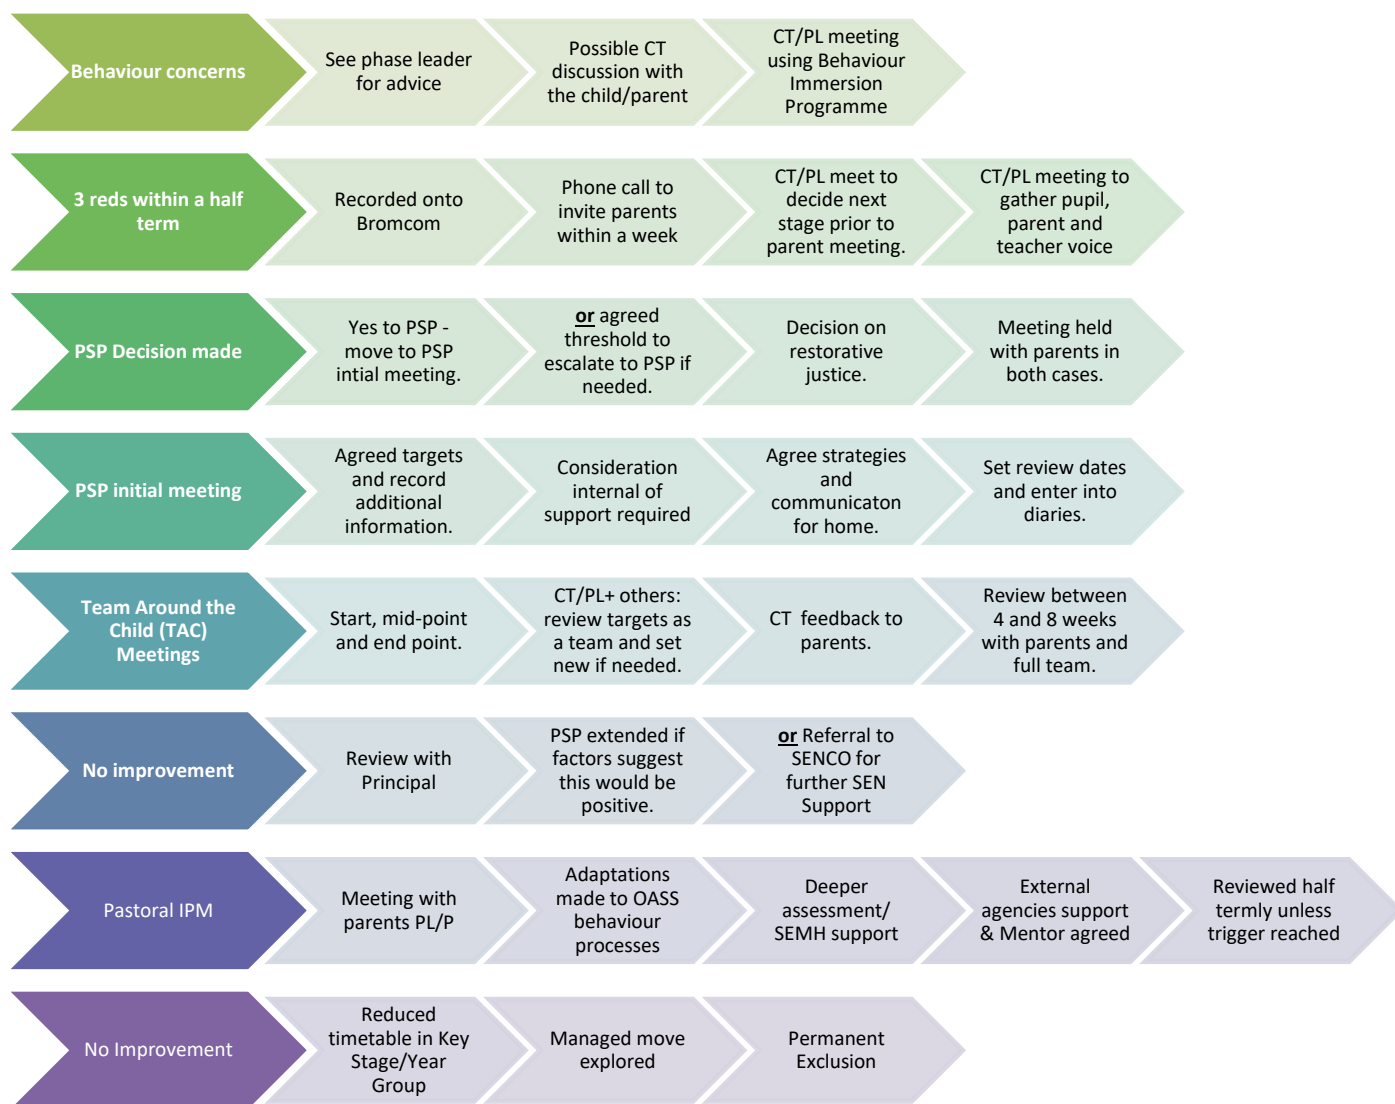 Behaviour concerns
See phase leader
for advice
Possible CT
discussion with
the child/parent
CT/PL meeting
using Behaviour
Immersion
Programme
3 reds within a half
term
Recorded onto
Bromcom
Phone call to
invite parents
within a week
CT/PL meet to
decide next
stage prior to
parent meeting.
CT/PL meeting to
gather pupil,
parent and
teacher voice
PSP Decision made
Yes to PSP -
move to PSP
intial meeting.
or agreed
threshold to
escalate to PSP if
needed.
Decision on
restorative
justice.
Meeting held
with parents in
both cases.
PSP initial meeting
Agreed targets
and record
additional
information.
Consideration
internal of
support required
Agree strategies
and
communicaton
for home.
Set review dates
and enter into
diaries.
Team Around the
Child (TAC)
Meetings
Start, mid-point
and end point.
CT/PL+ others:
review targets as
a team and set
new if needed.
CT feedback to
parents.
Review between
4 and 8 weeks
with parents and
full team.
No improvement
Review with
Principal
PSP extended if
factors suggest
this would be
positive.
or Referral to
SENCO for
further SEN
Support
Pastoral IPM
Meeting with
parents PL/P
Adaptations
made to OASS
behaviour
processes
Deeper
assessment/
SEMH support
External
agencies support
& Mentor agreed
Reviewed half
termly unless
trigger reached
No Improvement
Reduced
timetable in Key
Stage/Year
Group
Managed move
explored
Permanent
Exclusion